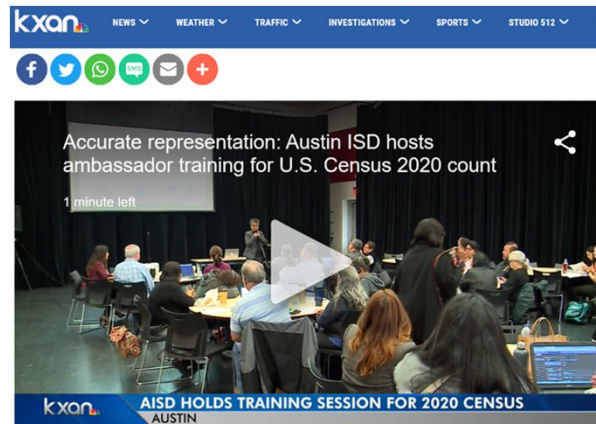 kxan
NEWS WEATHER TRAFFIC INVESTIGATIONS SPORTS STUDIO 512
SMS
Accurate representation: Austin ISD hosts
ambassador training for U.S. Census 2020 count
1 minute left
kxan AISD HOLDS TRAINING SESSION FOR 2020 CENSUS
AUSTIN